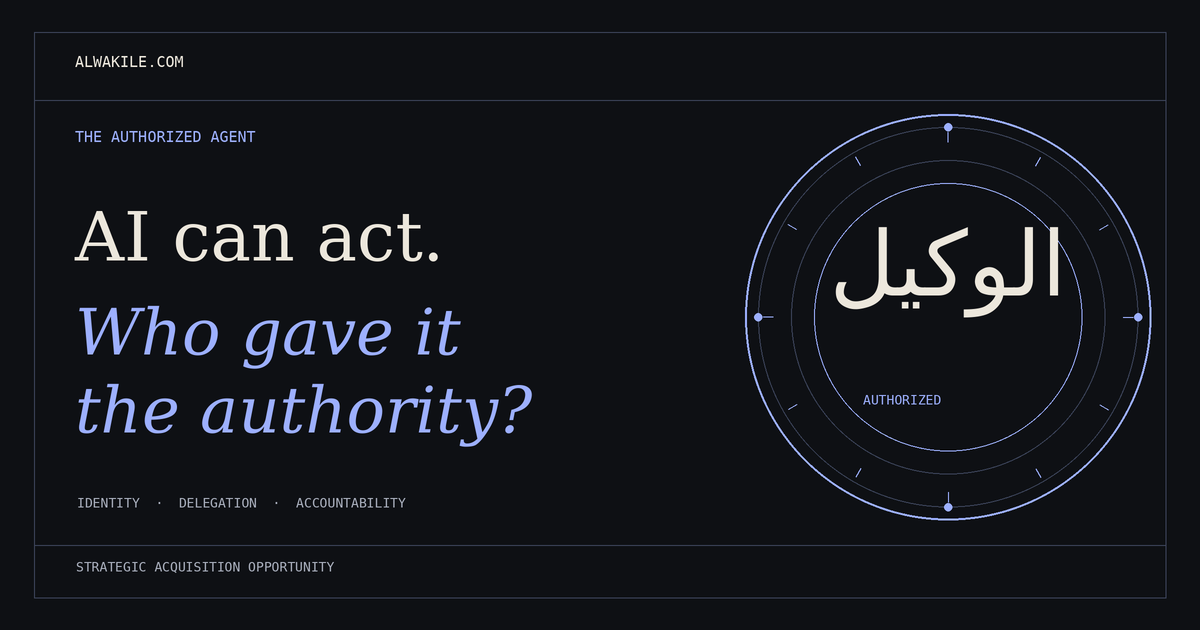 ALWAKILE.COM
THE AUTHORIZED AGENT
AI can act.
Who gave it
the authority?
IDENTITY · DELEGATION · ACCOUNTABILITY
STRATEGIC ACQUISITION OPPORTUNITY
الوكيل
AUTHORIZED